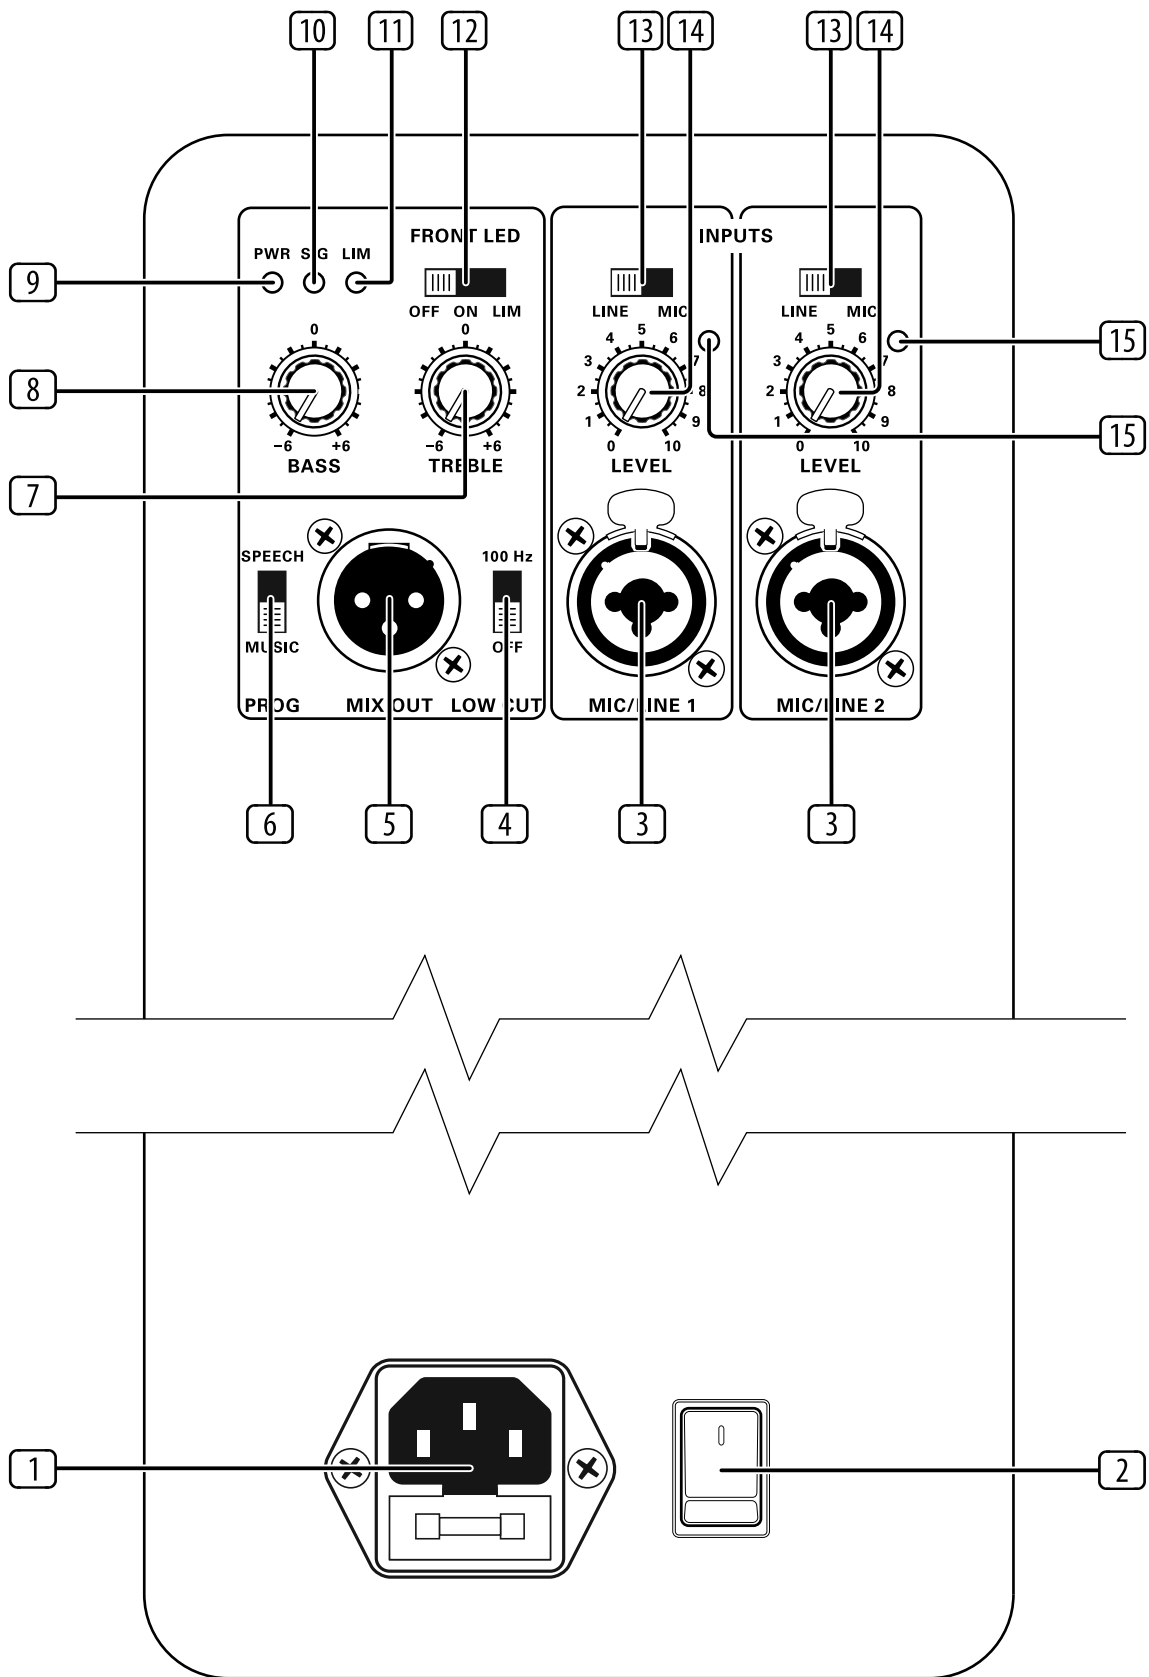 10 11 12 13 14 13 14
FRONT LED
INPUTS
PWR SIG LIM
9
OFF ON LIM
LINE MIC
LINE MIC
15
8
0
0
0 1 2 3 4 5 6 7 8 9 10
0 1 2 3 4 5 6 7 8 9 10
-6 +6
-6 +6
15
BASS
TREBLE
LEVEL
LEVEL
7
SPEECH
100 Hz
MUSIC
OFF
PROG
MIX OUT
LOW CUT
MIC/LINE 1
MIC/LINE 2
6 5 4 3 3
1
2